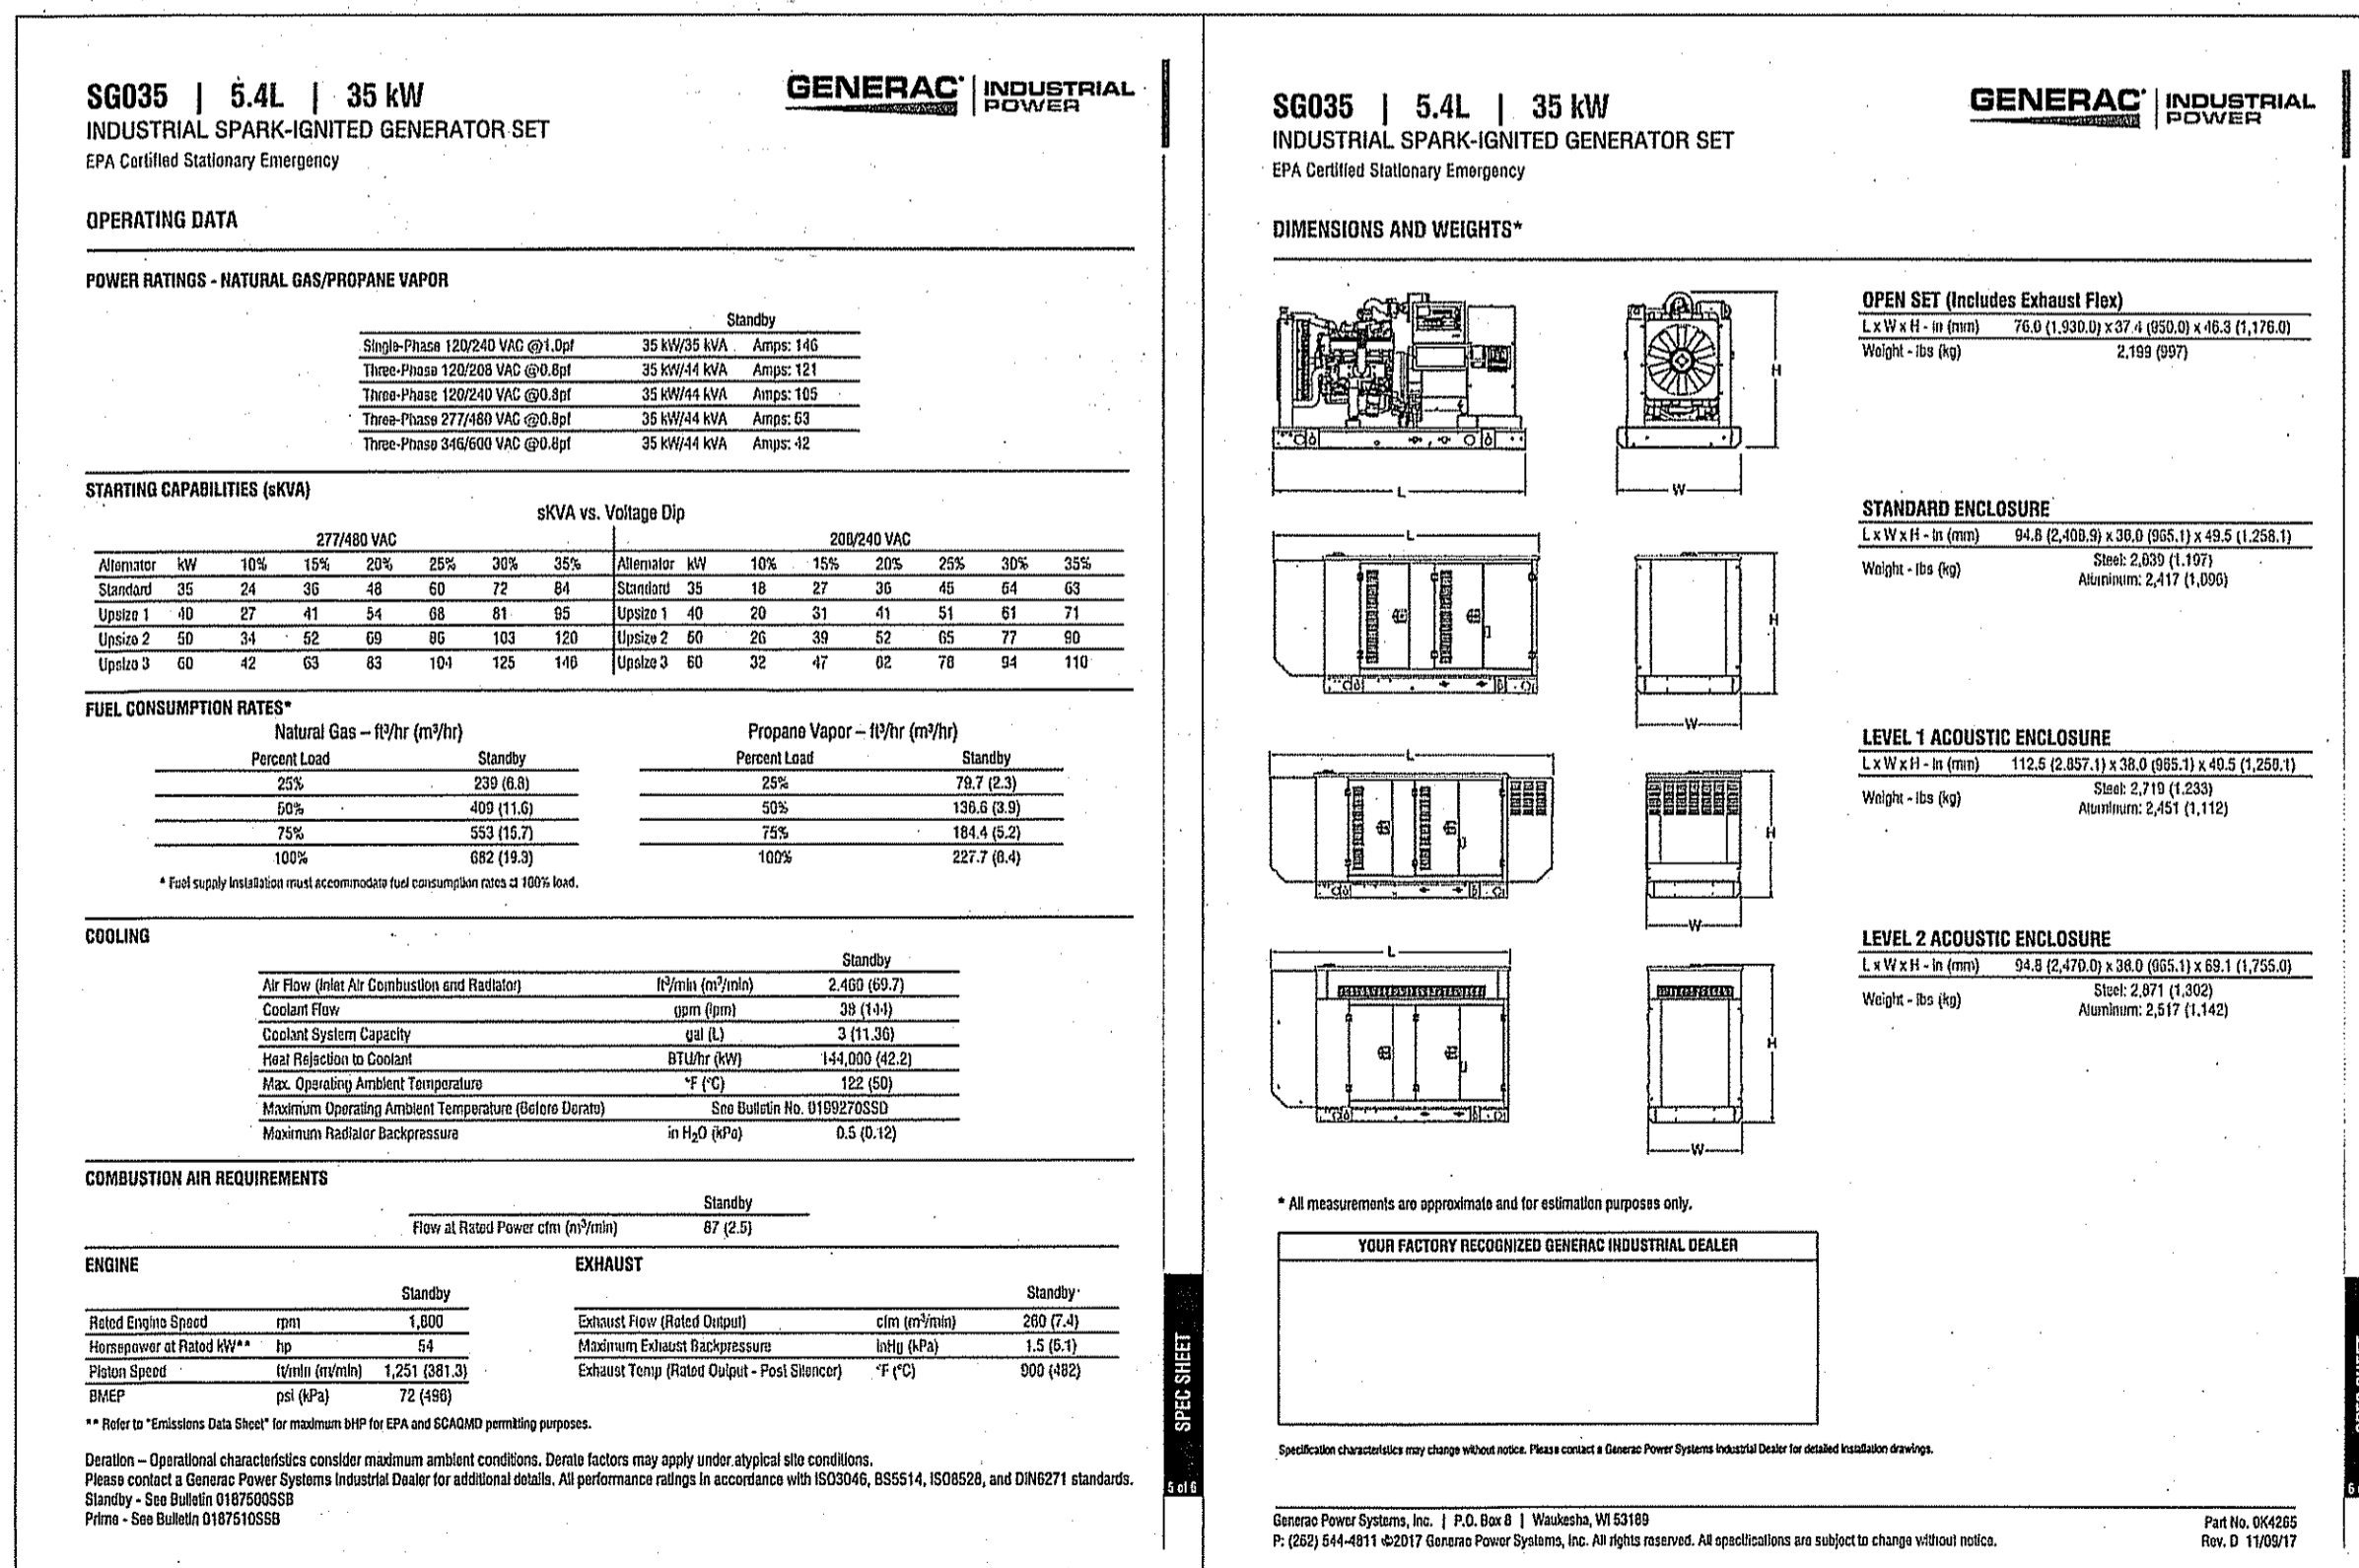 SG035 | 5.4L | 35 kW
INDUSTRIAL SPARK-IGNITED GENERATOR SET
EPA Certified Stationary Emergency
GENERAC | INDUSTRIAL POWER
OPERATING DATA
POWER RATINGS - NATURAL GAS/PROPANE VAPOR
Standby
Single-Phase 120/240 VAC @1.0pf 35 kW/35 kVA Amps: 146
Three-Phase 120/208 VAC @0.8pf 35 kW/44 kVA Amps: 121
Three-Phase 120/240 VAC @0.8pf 35 kW/44 kVA Amps: 105
Three-Phase 277/480 VAC @0.8pf 35 kW/44 kVA Amps: 53
Three-Phase 346/600 VAC @0.8pf 35 kW/44 kVA Amps: 42
STARTING CAPABILITIES (sKVA)
sKVA vs. Voltage Dip
277/480 VAC 208/240 VAC
Alternator kW 10% 15% 20% 25% 30% 35% Alternator kW 10% 15% 20% 25% 30% 35%
Standard 35 24 36 48 60 72 84 Standard 35 18 27 36 45 54 63
Upsize 1 40 27 41 54 68 81 95 Upsize 1 40 20 31 41 51 61 71
Upsize 2 50 34 52 69 86 103 120 Upsize 2 50 26 39 52 65 77 90
Upsize 3 60 42 63 83 104 125 146 Upsize 3 60 32 47 62 78 94 110
FUEL CONSUMPTION RATES*
Natural Gas – ft³/hr (m³/hr) Propane Vapor – ft³/hr (m³/hr)
Percent Load Standby Percent Load Standby
25% 239 (6.8) 25% 79.7 (2.3)
50% 409 (11.6) 50% 136.6 (3.9)
75% 553 (15.7) 75% 184.4 (5.2)
100% 682 (19.3) 100% 227.7 (6.4)
* Fuel supply installation must accommodate fuel consumption rates at 100% load.
COOLING
Standby
Air Flow (Inlet Air Combustion and Radiator) ft³/min (m³/min) 2,460 (69.7)
Coolant Flow gpm (lpm) 38 (144)
Coolant System Capacity gal (L) 3 (11.36)
Heat Rejection to Coolant BTU/hr (kW) 144,000 (42.2)
Max. Operating Ambient Temperature °F (°C) 122 (50)
Maximum Operating Ambient Temperature (Before Derate) See Bulletin No. 0199270SSD
Maximum Radiator Backpressure in H₂O (kPa) 0.5 (0.12)
COMBUSTION AIR REQUIREMENTS
Standby
Flow at Rated Power cfm (m³/min) 87 (2.5)
ENGINE
Standby
Rated Engine Speed rpm 1,800
Horsepower at Rated kW** hp 54
Piston Speed ft/min (m/min) 1,251 (381.3)
BMEP psi (kPa) 72 (496)
EXHAUST
Standby
Exhaust Flow (Rated Output) cfm (m³/min) 260 (7.4)
Maximum Exhaust Backpressure inHg (kPa) 1.5 (5.1)
Exhaust Temp (Rated Output - Post Silencer) °F (°C) 900 (482)
** Refer to "Emissions Data Sheet" for maximum bHP for EPA and SCAQMD permitting purposes.
Deration – Operational characteristics consider maximum ambient conditions. Derate factors may apply under atypical site conditions.
Please contact a Generac Power Systems Industrial Dealer for additional details. All performance ratings in accordance with ISO3046, BS5514, ISO8528, and DIN6271 standards.
Standby - See Bulletin 0187500SSB
Prime - See Bulletin 0187510SSB
SPEC SHEET
5 of 6
SG035 | 5.4L | 35 kW
INDUSTRIAL SPARK-IGNITED GENERATOR SET
EPA Certified Stationary Emergency
GENERAC | INDUSTRIAL POWER
DIMENSIONS AND WEIGHTS*
H
L
W
OPEN SET (Includes Exhaust Flex)
L x W x H - in (mm) 76.0 (1,930.0) x 37.4 (950.0) x 46.3 (1,176.0)
Weight - lbs (kg) 2,199 (997)
L
H
W
STANDARD ENCLOSURE
L x W x H - in (mm) 94.8 (2,408.9) x 38.0 (965.1) x 49.5 (1,258.1)
Weight - lbs (kg) Steel: 2,639 (1,197)
Aluminum: 2,417 (1,096)
L
H
W
LEVEL 1 ACOUSTIC ENCLOSURE
L x W x H - in (mm) 112.5 (2,857.1) x 38.0 (965.1) x 49.5 (1,258.1)
Weight - lbs (kg) Steel: 2,719 (1,233)
Aluminum: 2,451 (1,112)
L
H
W
LEVEL 2 ACOUSTIC ENCLOSURE
L x W x H - in (mm) 94.8 (2,470.0) x 38.0 (965.1) x 69.1 (1,755.0)
Weight - lbs (kg) Steel: 2,871 (1,302)
Aluminum: 2,517 (1,142)
* All measurements are approximate and for estimation purposes only.
YOUR FACTORY RECOGNIZED GENERAC INDUSTRIAL DEALER
Specification characteristics may change without notice. Please contact a Generac Power Systems Industrial Dealer for detailed installation drawings.
Generac Power Systems, Inc. | P.O. Box 8 | Waukesha, WI 53189
P: (262) 544-4811 ©2017 Generac Power Systems, Inc. All rights reserved. All specifications are subject to change without notice.
Part No. 0K4265
Rev. D 11/09/17